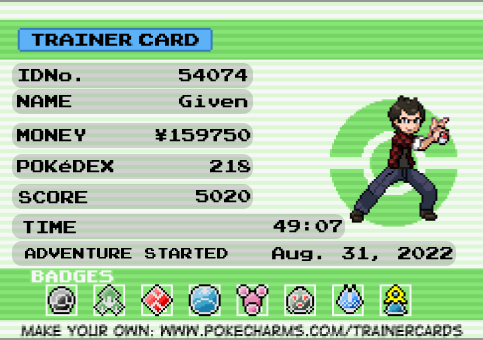 TRAINER CARD
IDNo. 54074
NAME Given
MONEY ¥159750
POKéDEX 218
SCORE 5020
TIME 49:07
ADVENTURE STARTED Aug. 31, 2022
BADGES
MAKE YOUR OWN: WWW.POKECHARMS.COM/TRAINERCARDS